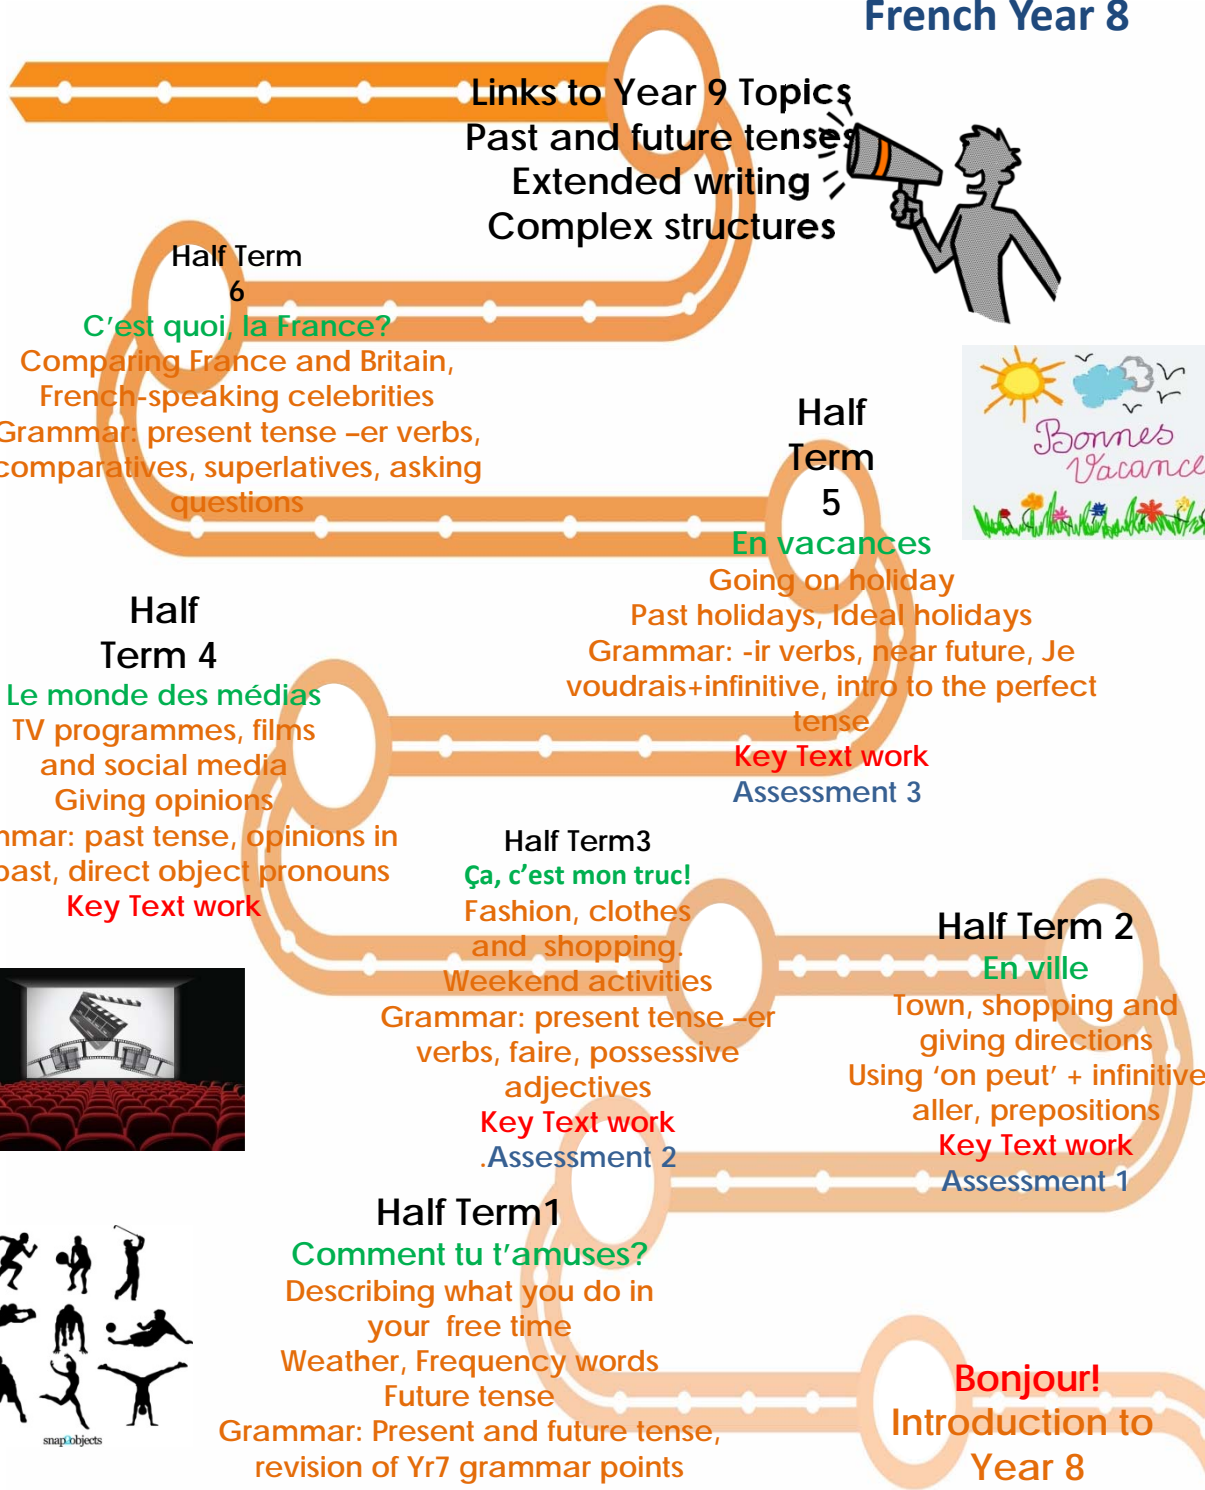 French Year 8
Links to Year 9 Topics
Past and future tenses
Extended writing
Complex structures
Half Term
6
C'est quoi, la France?
Comparing France and Britain,
French-speaking celebrities
Grammar: present tense –er verbs,
comparatives, superlatives, asking
questions
Bonnes
Vacance
Half
Term
5
En vacances
Going on holiday
Past holidays, Ideal holidays
Grammar: -ir verbs, near future, Je
voudrais+infinitive, intro to the perfect
tense
Key Text work
Assessment 3
Half
Term 4
Le monde des médias
TV programmes, films
and social media
Giving opinions
mmar: past tense, opinions in
past, direct object pronouns
Key Text work
Half Term3
Ça, c'est mon truc!
Fashion, clothes
and shopping.
Weekend activities
Grammar: present tense –er
verbs, faire, possessive
adjectives
Key Text work
.Assessment 2
Half Term 2
En ville
Town, shopping and
giving directions
Using 'on peut' + infinitive
aller, prepositions
Key Text work
Assessment 1
Half Term1
Comment tu t'amuses?
Describing what you do in
your free time
Weather, Frequency words
Future tense
Grammar: Present and future tense,
revision of Yr7 grammar points
snap2objects
Bonjour!
Introduction to
Year 8